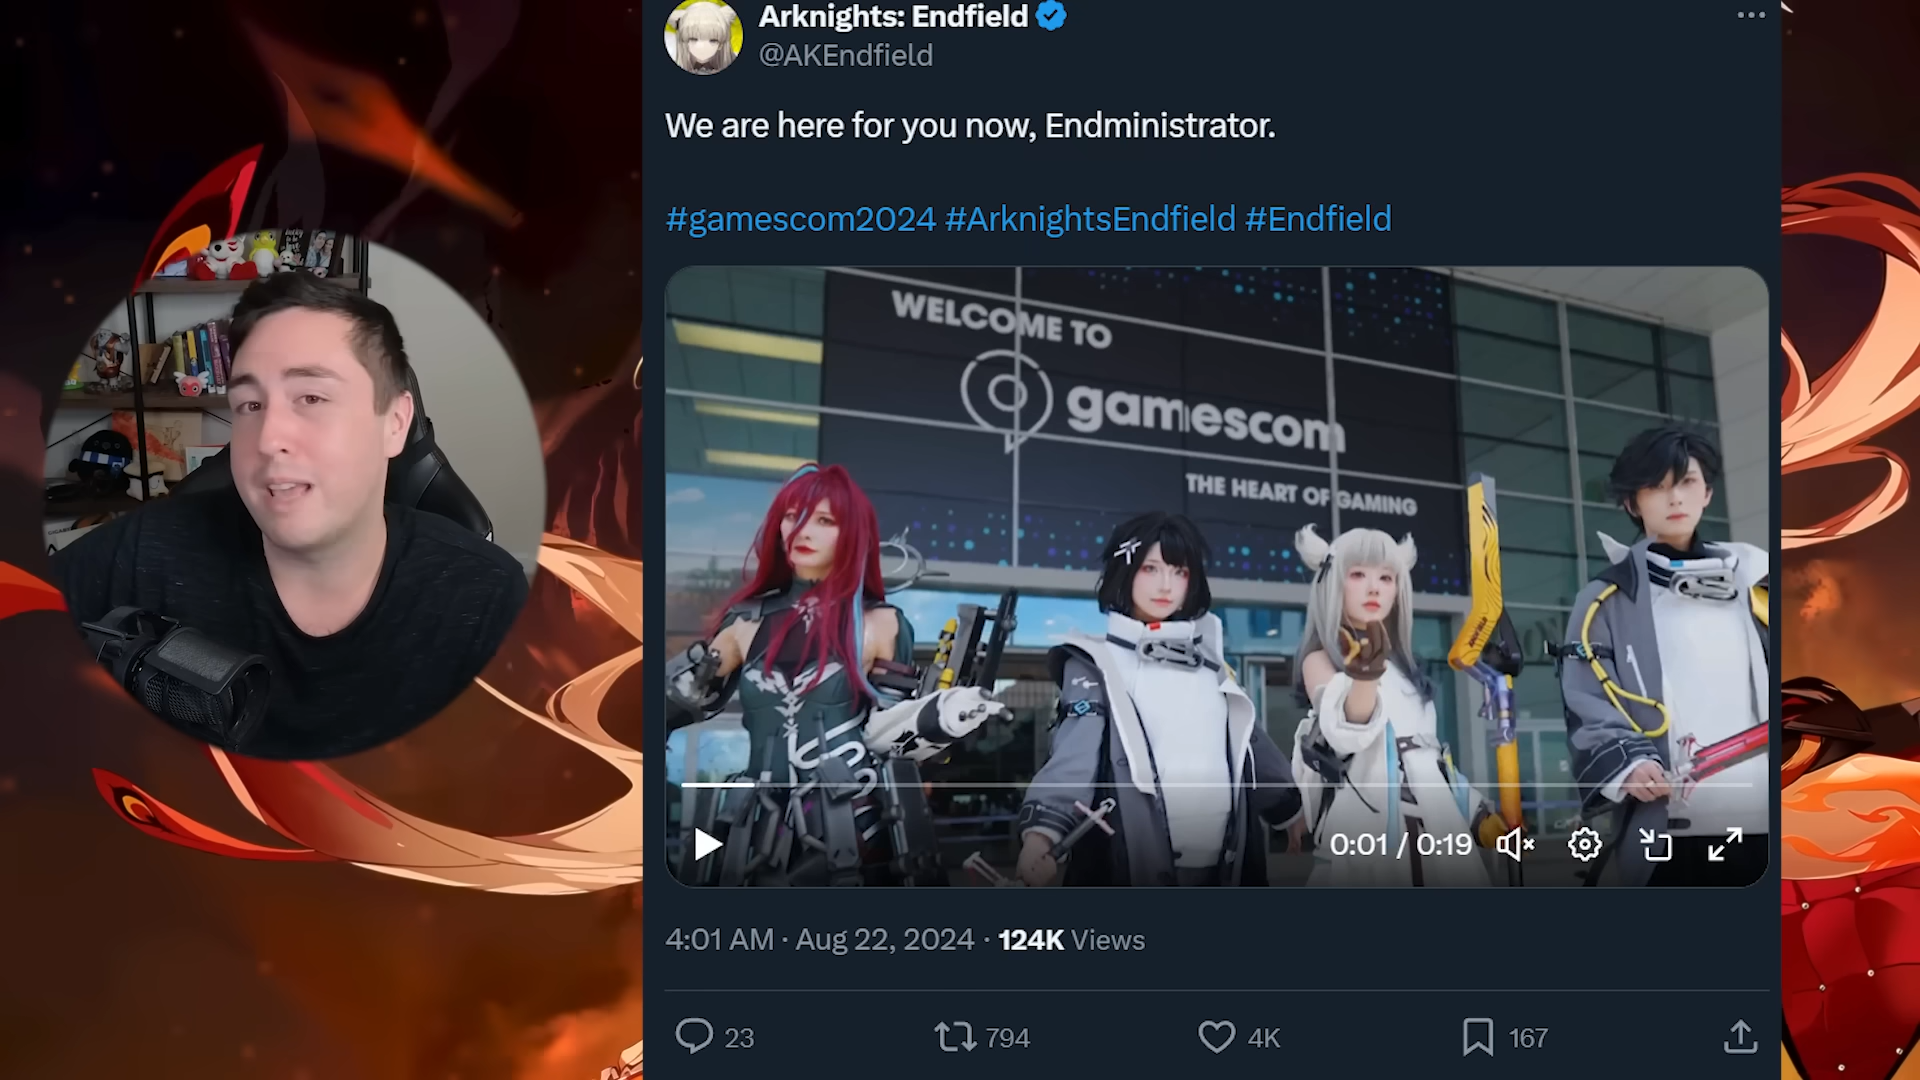 Arknights: Endfield
@AKEndfield
We are here for you now, Endministrator.
#gamescom2024 #ArknightsEndfield #Endfield
WELCOME TO
gamescom
THE HEART OF GAMING
0:01 / 0:19
4:01 AM · Aug 22, 2024 · 124K Views
23
794
4K
167